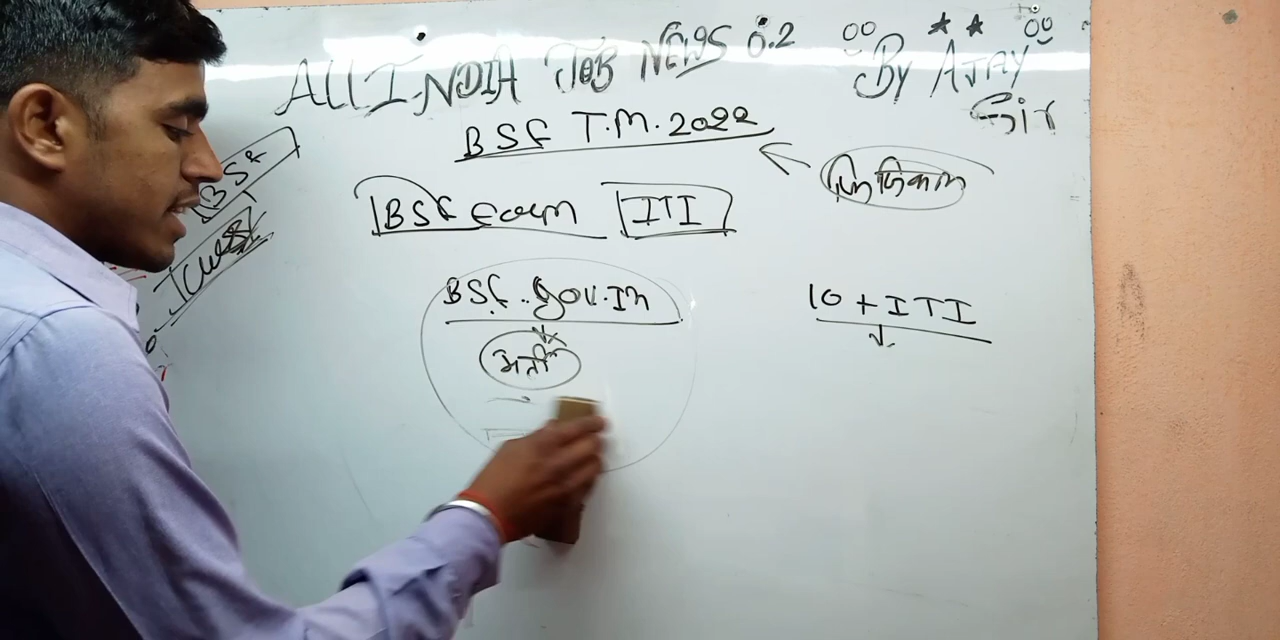 ALL INDIA JOB NEWS 0.2 By AJAY Sir
BSF T.M. 2022
BSF
BSF form ITI
BSF.gov.In
10 + ITI
भर्ती